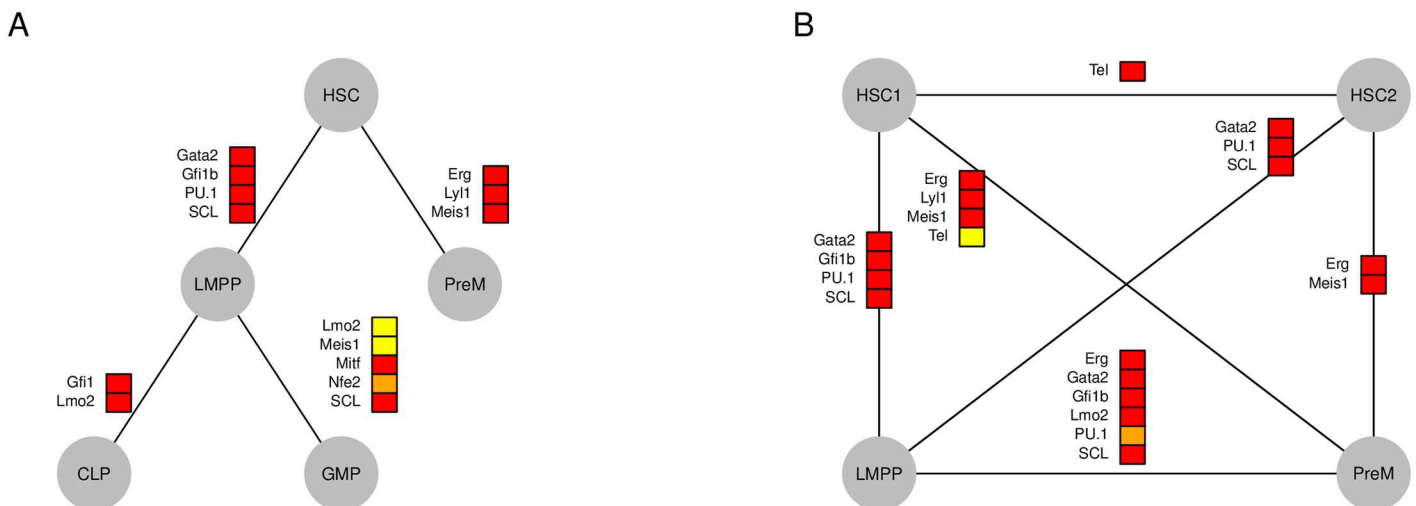 A
HSC
Gata2
Gfi1b
PU.1
SCL
Erg
Lyl1
Meis1
LMPP
PreM
Lmo2
Meis1
Mitf
Nfe2
SCL
Gfi1
Lmo2
CLP
GMP
B
Tel
HSC1
HSC2
Gata2
PU.1
SCL
Erg
Lyl1
Meis1
Tel
Gata2
Gfi1b
PU.1
SCL
Erg
Meis1
Erg
Gata2
Gfi1b
Lmo2
PU.1
SCL
LMPP
PreM